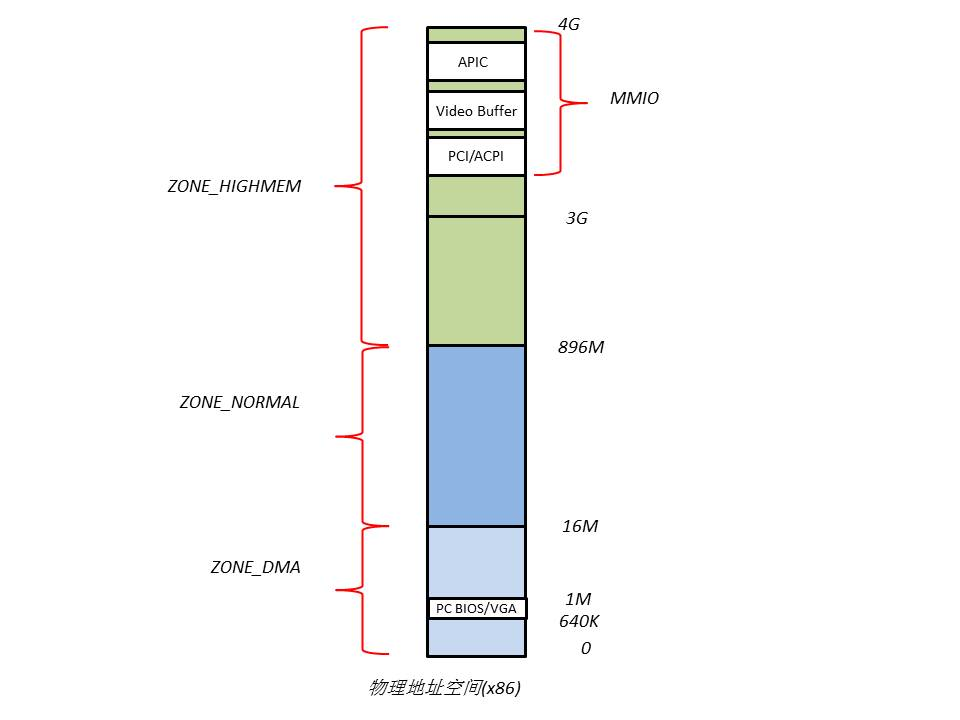 4G
APIC
MMIO
Video Buffer
PCI/ACPI
ZONE_HIGHMEM
3G
896M
ZONE_NORMAL
16M
ZONE_DMA
1M
PC BIOS/VGA
640K
0
物理地址空间(x86)